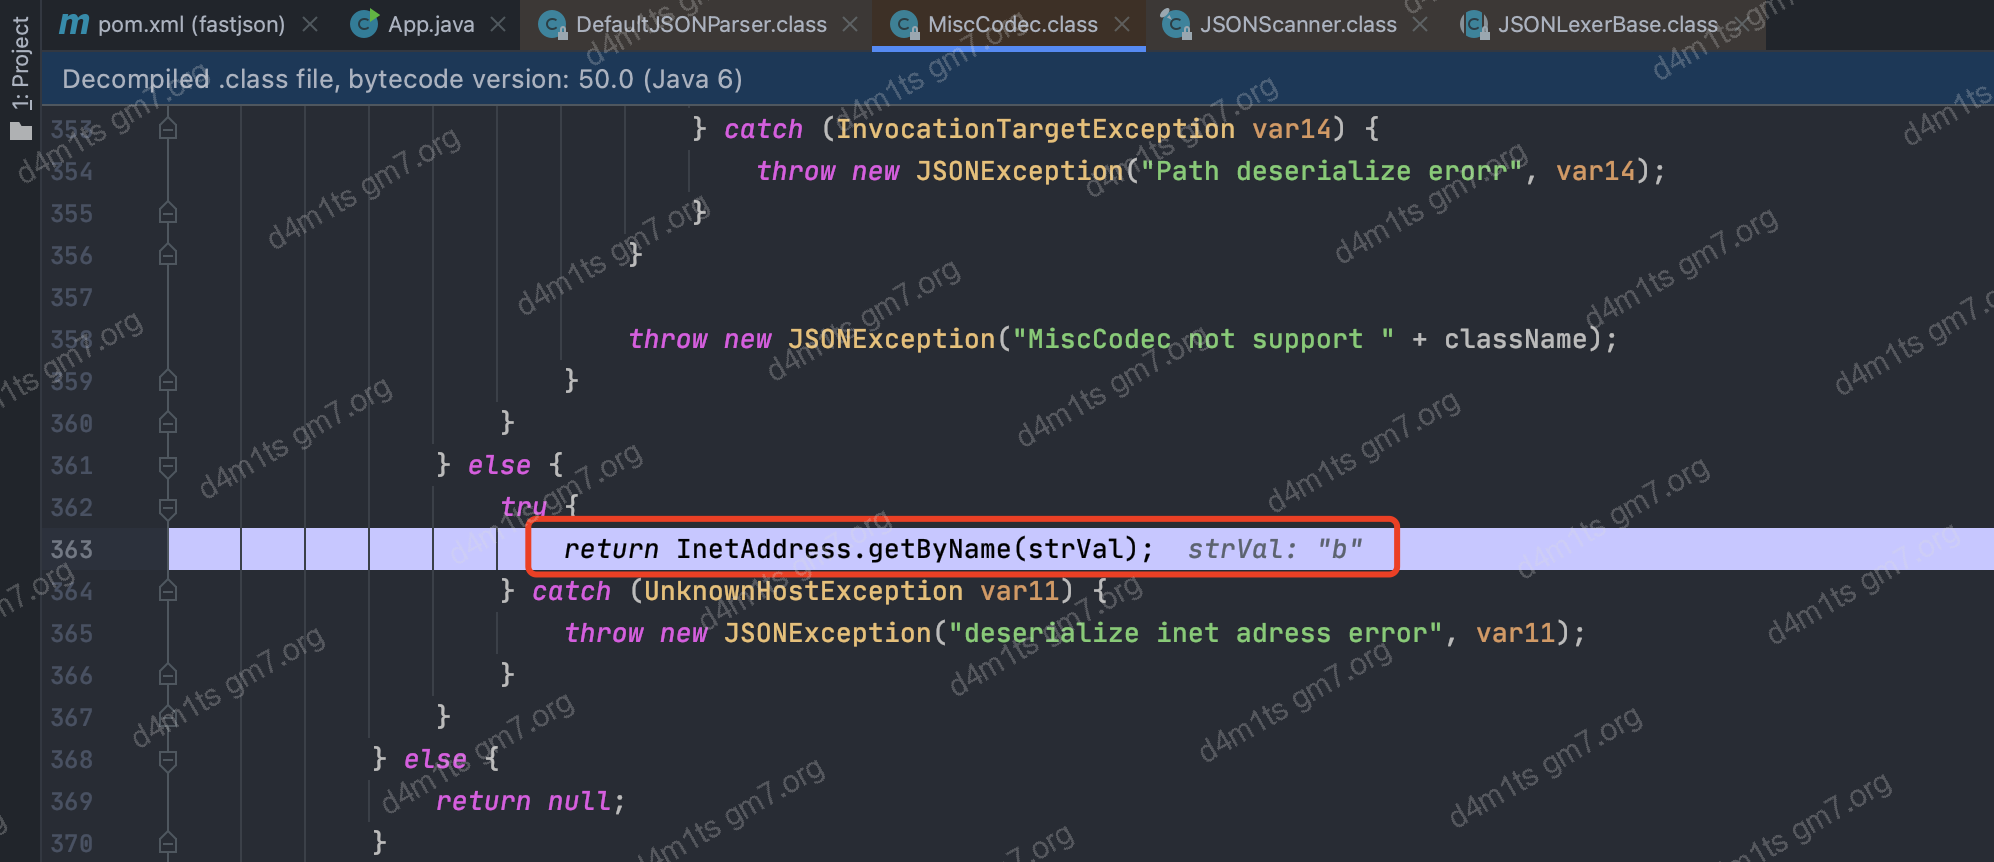 pom.xml (fastjson) App.java DefaultJSONParser.class MiscCodec.class JSONScanner.class JSONLexerBase.class
1: Project
Decompiled .class file, bytecode version: 50.0 (Java 6)
353 } catch (InvocationTargetException var14) {
354 throw new JSONException("Path deserialize erorr", var14);
355 }
356 }
357
358 throw new JSONException("MiscCodec not support " + className);
359 }
360 }
361 } else {
362 try {
363 return InetAddress.getByName(strVal); strVal: "b"
364 } catch (UnknownHostException var11) {
365 throw new JSONException("deserialize inet adress error", var11);
366 }
367 }
368 } else {
369 return null;
370 }
d4m1ts gm7.org